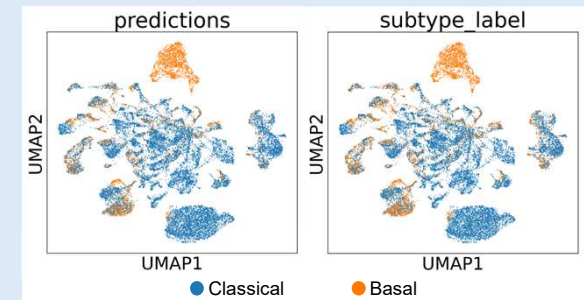 predictions
subtype_label
UMAP2
UMAP2
UMAP1
UMAP1
Classical
Basal